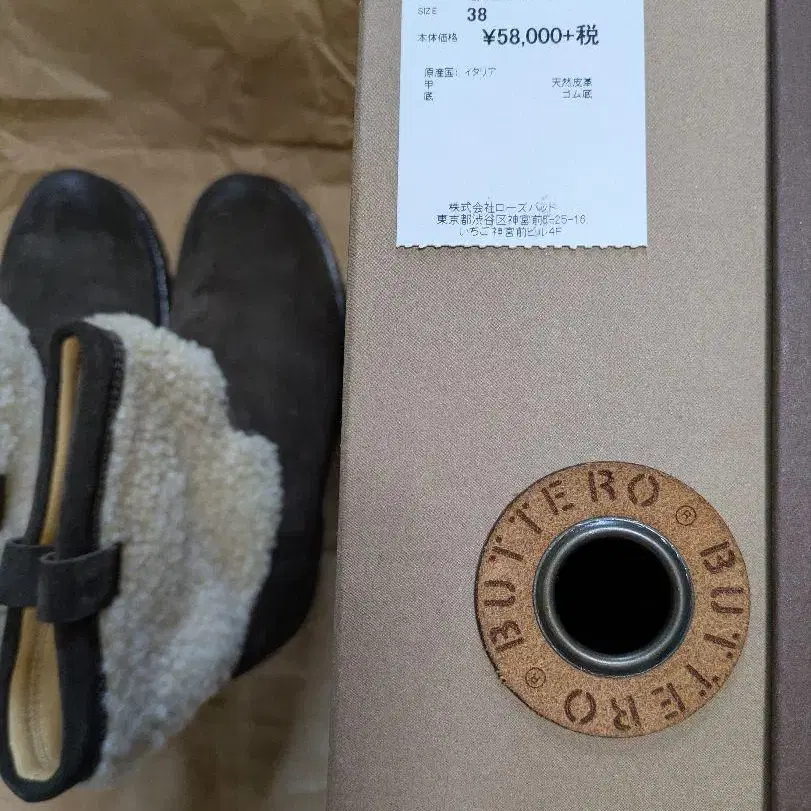 SIZE 38
本体価格 ¥58,000+税
原産国: イタリア
甲 天然皮革
底 ゴム底
株式会社ローズバッド
東京都渋谷区神宮前6-25-16
いちご神宮前ビル4F
BUTTERO®
BUTTERO®